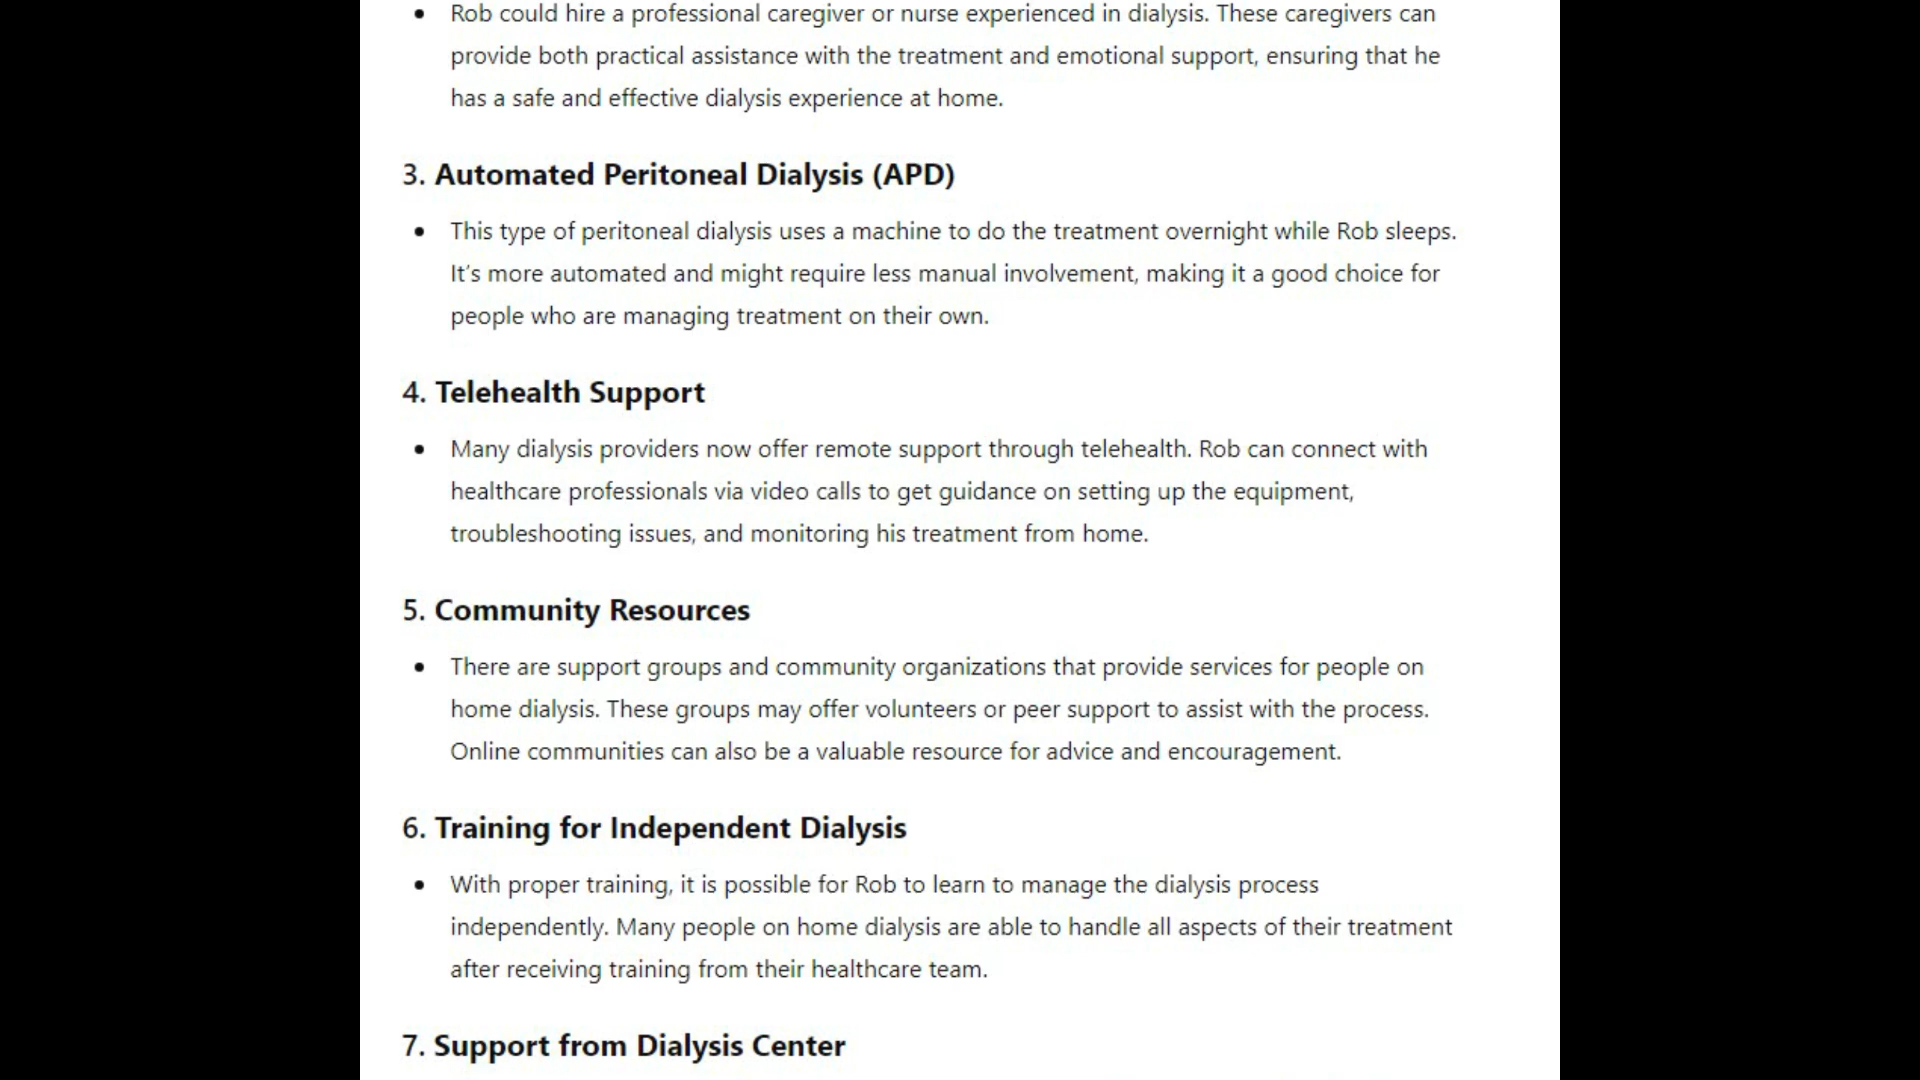 • Rob could hire a professional caregiver or nurse experienced in dialysis. These caregivers can
provide both practical assistance with the treatment and emotional support, ensuring that he
has a safe and effective dialysis experience at home.
3. Automated Peritoneal Dialysis (APD)
• This type of peritoneal dialysis uses a machine to do the treatment overnight while Rob sleeps.
It’s more automated and might require less manual involvement, making it a good choice for
people who are managing treatment on their own.
4. Telehealth Support
• Many dialysis providers now offer remote support through telehealth. Rob can connect with
healthcare professionals via video calls to get guidance on setting up the equipment,
troubleshooting issues, and monitoring his treatment from home.
5. Community Resources
• There are support groups and community organizations that provide services for people on
home dialysis. These groups may offer volunteers or peer support to assist with the process.
Online communities can also be a valuable resource for advice and encouragement.
6. Training for Independent Dialysis
• With proper training, it is possible for Rob to learn to manage the dialysis process
independently. Many people on home dialysis are able to handle all aspects of their treatment
after receiving training from their healthcare team.
7. Support from Dialysis Center